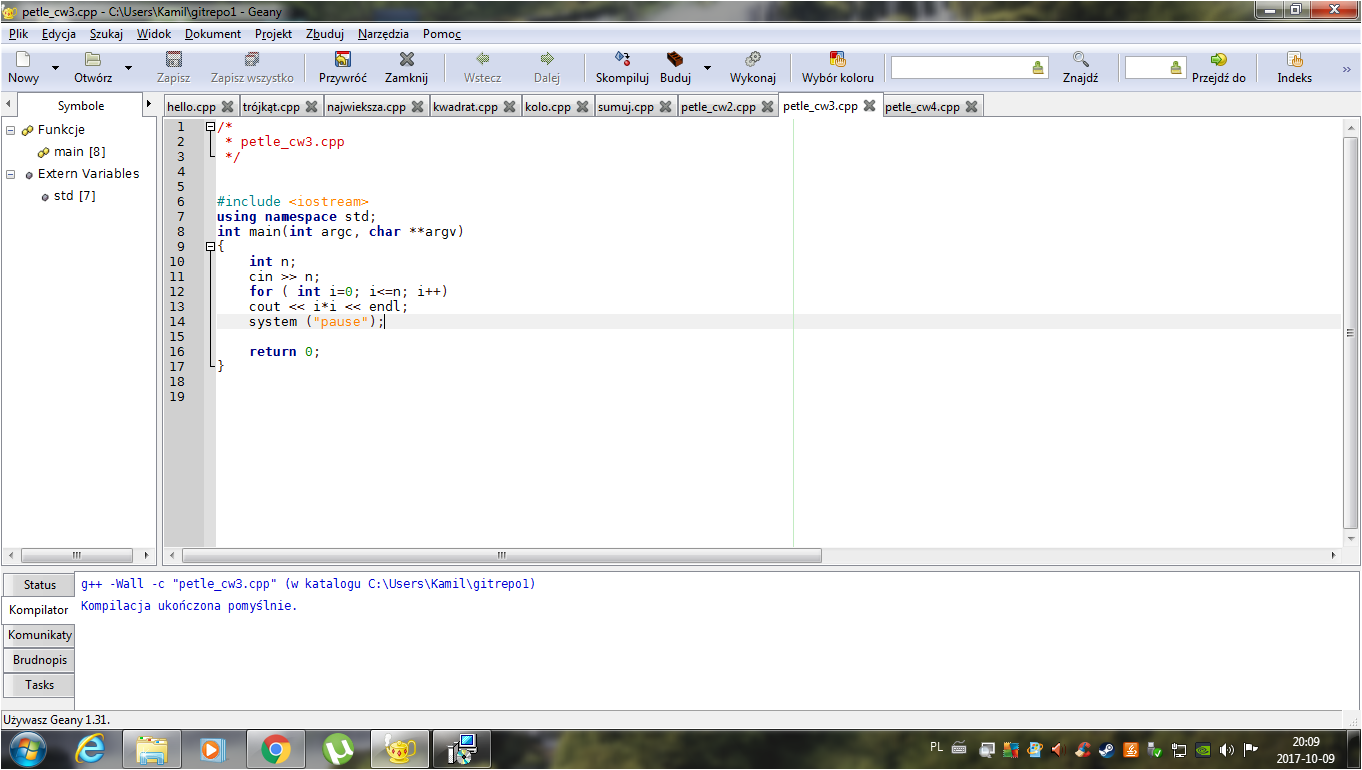 petle_cw3.cpp - C:\Users\Kamil\gitrepo1 - Geany
Plik Edycja Szukaj Widok Dokument Projekt Zbuduj Narzędzia Pomoc
Nowy Otwórz Zapisz Zapisz wszystko Przywróć Zamknij Wstecz Dalej Skompiluj Buduj Wykonaj Wybór koloru Znajdź Przejdź do Indeks »
Symbole
hello.cpp trójkąt.cpp najwieksza.cpp kwadrat.cpp kolo.cpp sumuj.cpp petle_cw2.cpp petle_cw3.cpp petle_cw4.cpp
Funkcje
main [8]
Extern Variables
std [7]
1 /*
2  * petle_cw3.cpp
3  */
4
5
6 #include <iostream>
7 using namespace std;
8 int main(int argc, char **argv)
9 {
10     int n;
11     cin >> n;
12     for ( int i=0; i<=n; i++)
13     cout << i*i << endl;
14     system ("pause");
15
16     return 0;
17 }
18
19
Status
Kompilator
Komunikaty
Brudnopis
Tasks
g++ -Wall -c "petle_cw3.cpp" (w katalogu C:\Users\Kamil\gitrepo1)
Kompilacja ukończona pomyślnie.
Używasz Geany 1.31.
PL
20:09
2017-10-09